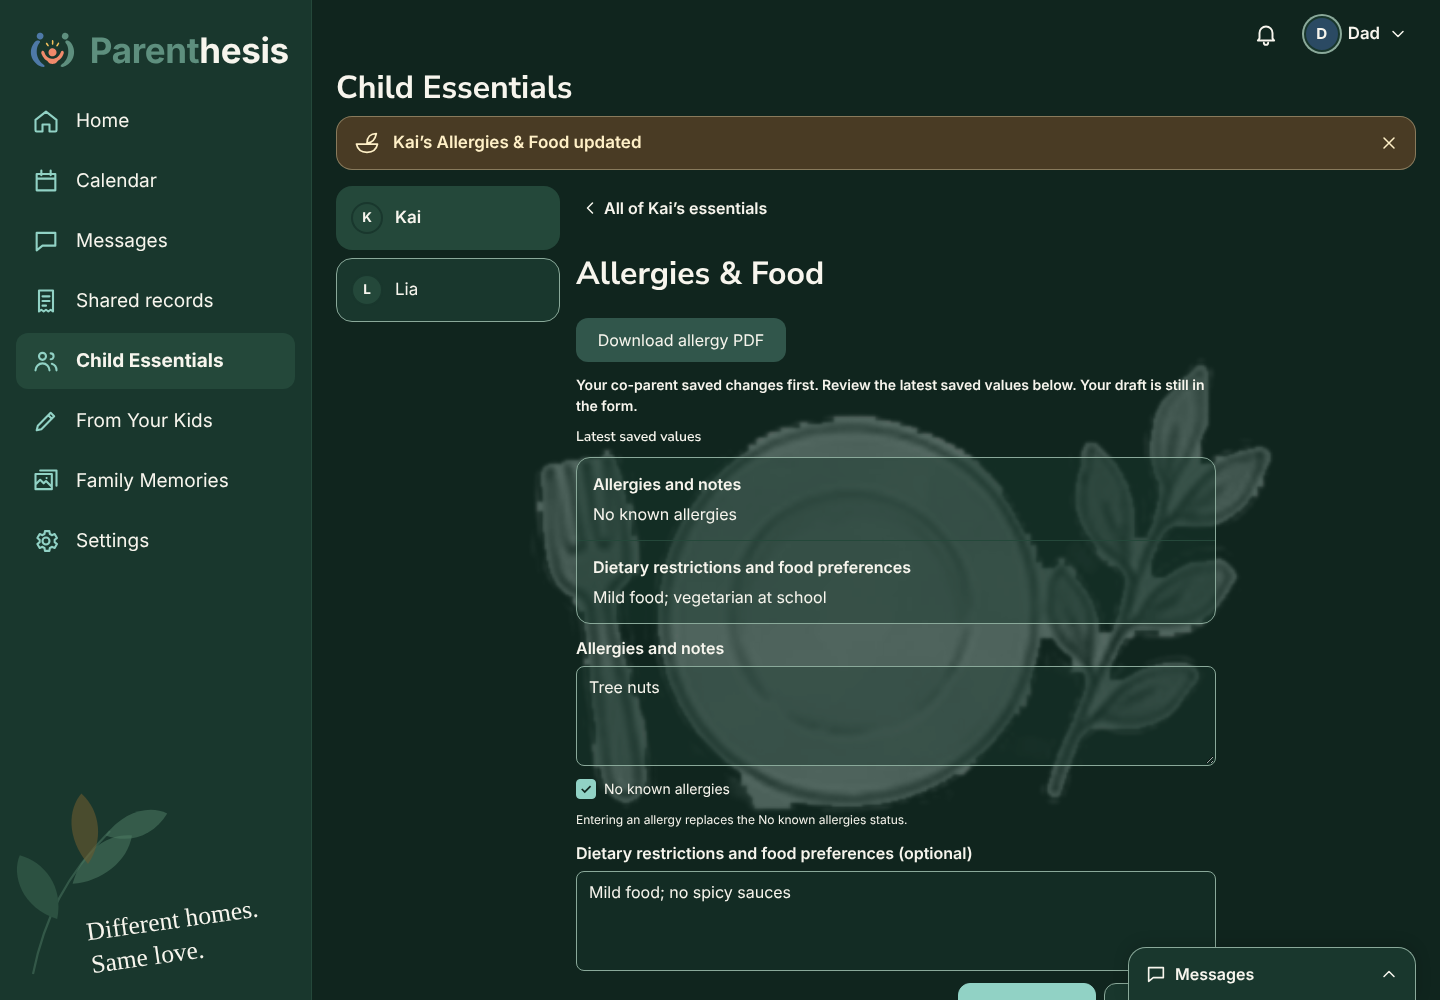 Parenthesis
Home
Calendar
Messages
Shared records
Child Essentials
From Your Kids
Family Memories
Settings
Different homes.
Same love.
D
Dad
Child Essentials
Kai’s Allergies & Food updated
K
Kai
L
Lia
All of Kai’s essentials
Allergies & Food
Download allergy PDF
Your co-parent saved changes first. Review the latest saved values below. Your draft is still in
the form.
Latest saved values
Allergies and notes
No known allergies
Dietary restrictions and food preferences
Mild food; vegetarian at school
Allergies and notes
Tree nuts
No known allergies
Entering an allergy replaces the No known allergies status.
Dietary restrictions and food preferences (optional)
Mild food; no spicy sauces
Messages